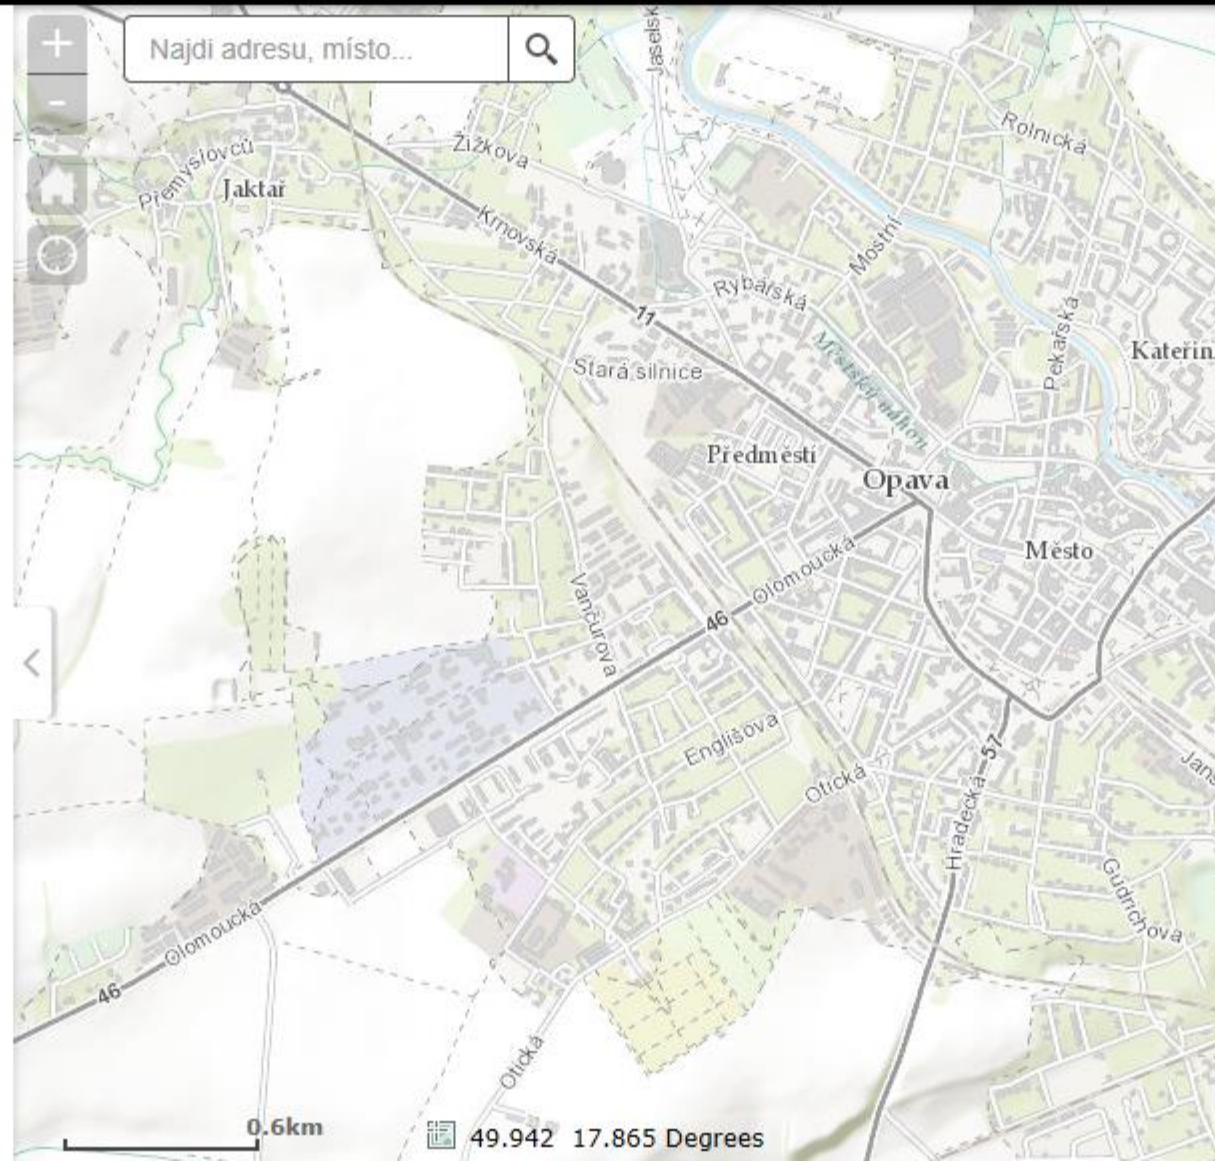 +
Najdi adresu, místo...
-
Jaselsk
Rolnická
Žižkova
Přemyslovců
Jaktař
Krnovská
Mostní
Rybářská
11
Pekařská
Městský náhon
Kateřin
Stará silnice
Předměstí
Opava
Město
Olomoucká
Vančurova
46
Englišova
57
Jans
Otická
Hradecká
Gudrichova
Olomoucká
46
Otická
0.6km
49.942 17.865 Degrees